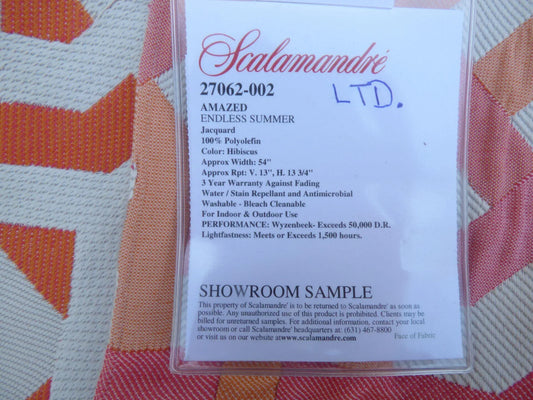 Scalamandré
27062-002
LTD.
AMAZED
ENDLESS SUMMER
Jacquard
100% Polyolefin
Color: Hibiscus
Approx Width: 54"
Approx Rpt: V. 13", H. 13 3/4"
3 Year Warranty Against Fading
Water / Stain Repellant and Antimicrobial
Washable - Bleach Cleanable
For Indoor & Outdoor Use
PERFORMANCE: Wyzenbeek- Exceeds 50,000 D.R.
Lightfastness: Meets or Exceeds 1,500 hours.
SHOWROOM SAMPLE
This property of Scalamandre' is to be returned to Scalamandre' as soon as
possible. Any unauthorized use of this product is prohibited. Clients may be
billed for unreturned samples. For additional information, contact your local
showroom or call Scalamandre' headquarters at: (631) 467-8800
or visit us on our website atwww.scalamandre.com
Face of Fabric